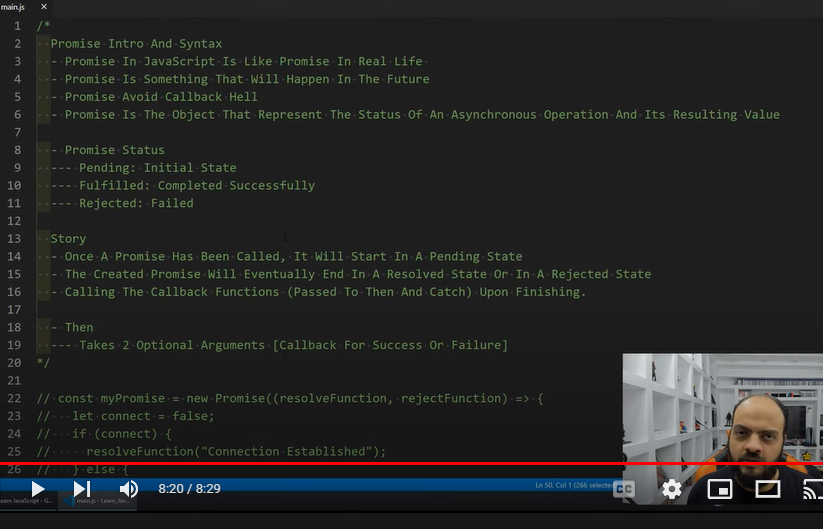 main.js ×
1 /*
2 Promise Intro And Syntax
3 - Promise In JavaScript Is Like Promise In Real Life
4 - Promise Is Something That Will Happen In The Future
5 - Promise Avoid Callback Hell
6 - Promise Is The Object That Represent The Status Of An Asynchronous Operation And Its Resulting Value
7
8 - Promise Status
9 --- Pending: Initial State
10 --- Fulfilled: Completed Successfully
11 --- Rejected: Failed
12
13 Story
14 - Once A Promise Has Been Called, It Will Start In A Pending State
15 - The Created Promise Will Eventually End In A Resolved State Or In A Rejected State
16 - Calling The Callback Functions (Passed To Then And Catch) Upon Finishing.
17
18 - Then
19 --- Takes 2 Optional Arguments [Callback For Success Or Failure]
20 */
21
22 // const myPromise = new Promise((resolveFunction, rejectFunction) => {
23 // let connect = false;
24 // if (connect) {
25 // resolveFunction("Connection Established");
26 // } else {
Ln 50, Col 1 (266 selected
8:20 / 8:29
CC
earn JavaScript - G...
main.js - Learn_Jav...